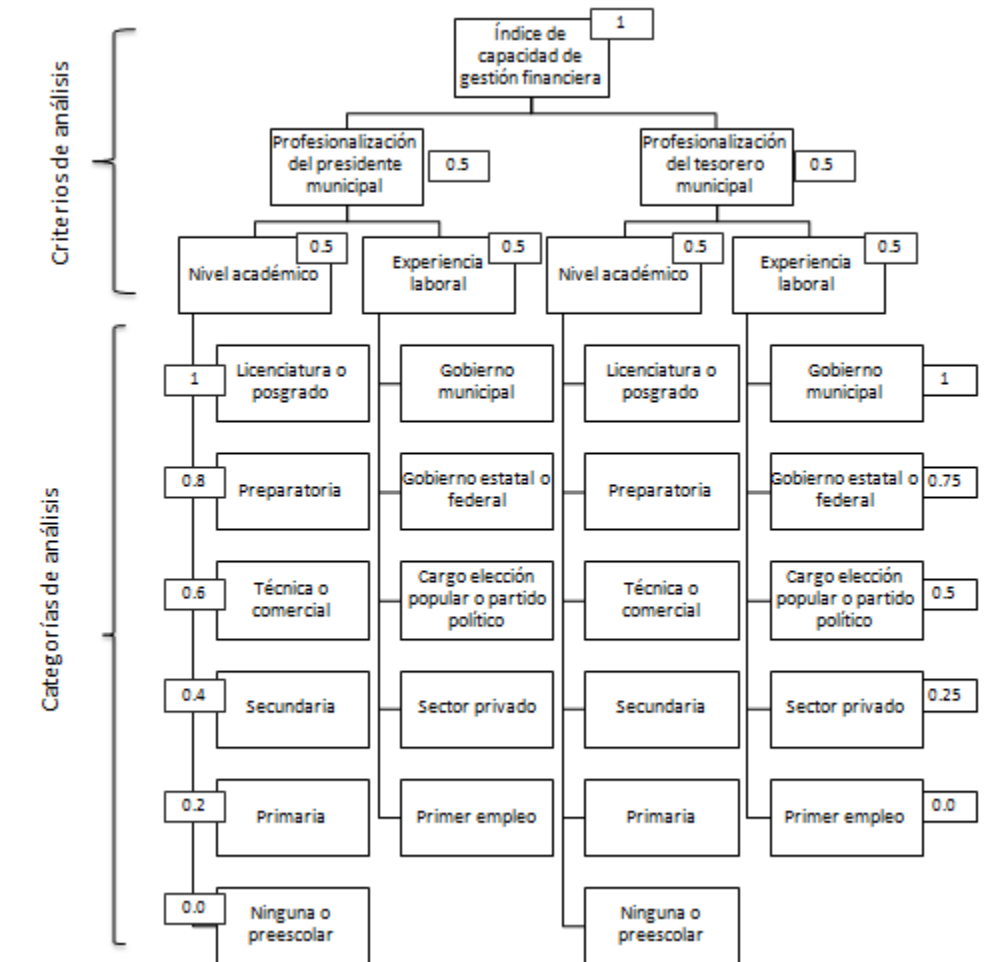 Criterios de análisis
Índice de
capacidad de
gestión financiera
1
Profesionalización
del presidente
municipal
0.5
Profesionalización
del tesorero
municipal
0.5
Nivel académico
0.5
Experiencia
laboral
0.5
Nivel académico
0.5
Experiencia
laboral
0.5
Categorías de análisis
1
Licenciatura o
posgrado
Gobierno
municipal
Licenciatura o
posgrado
Gobierno
municipal
1
0.8
Preparatoria
Gobierno estatal o
federal
Preparatoria
Gobierno estatal o
federal
0.75
0.6
Técnica o
comercial
Cargo elección
popular o partido
político
Técnica o
comercial
Cargo elección
popular o partido
político
0.5
0.4
Secundaria
Sector privado
Secundaria
Sector privado
0.25
0.2
Primaria
Primer empleo
Primaria
Primer empleo
0.0
0.0
Ninguna o
preescolar
Ninguna o
preescolar